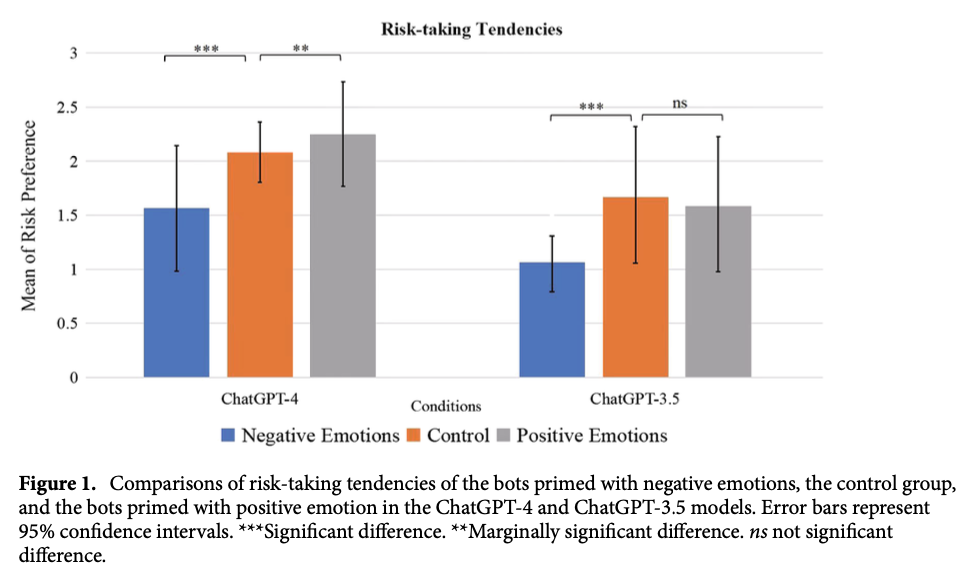 Risk-taking Tendencies
3
2.5
2
1.5
1
0.5
0
Mean of Risk Preference
***
**
***
ns
ChatGPT-4
ChatGPT-3.5
Conditions
Negative Emotions Control Positive Emotions
Figure 1. Comparisons of risk-taking tendencies of the bots primed with negative emotions, the control group,
and the bots primed with positive emotion in the ChatGPT-4 and ChatGPT-3.5 models. Error bars represent
95% confidence intervals. ***Significant difference. **Marginally significant difference. ns not significant
difference.